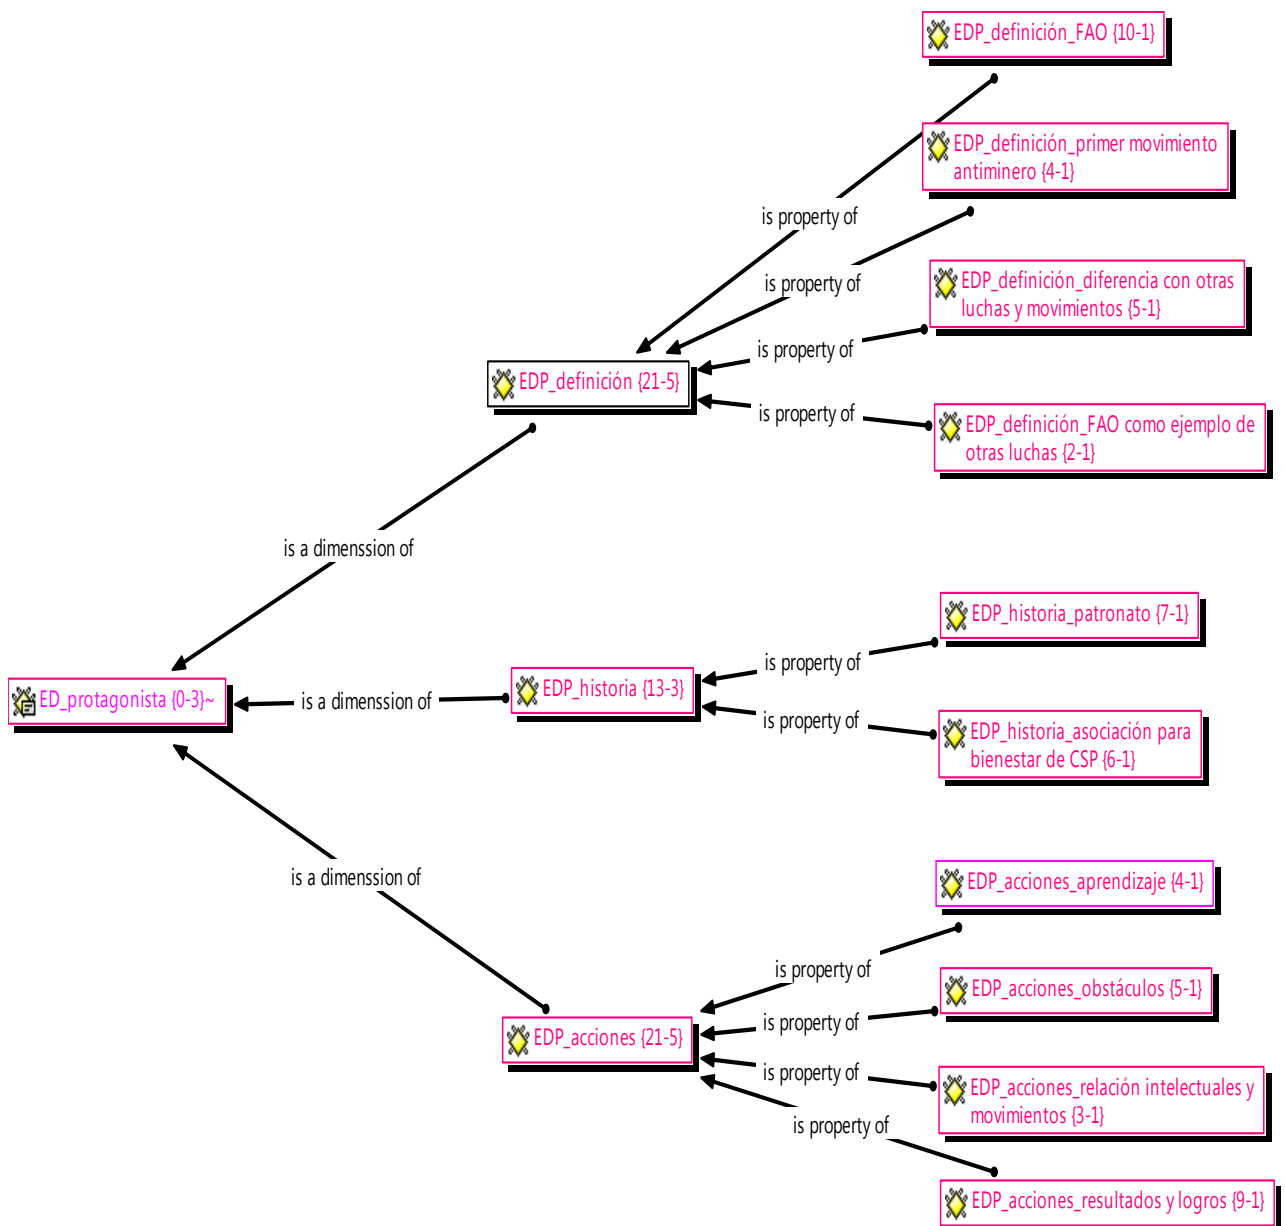 EDP_definición_FAO {10-1}
EDP_definición_primer movimiento
antiminero {4-1}
is property of
is property of
EDP_definición_diferencia con otras
luchas y movimientos {5-1}
is property of
EDP_definición {21-5}
is property of
EDP_definición_FAO como ejemplo de
otras luchas {2-1}
is a dimenssion of
EDP_historia_patronato {7-1}
is property of
ED_protagonista {0-3}~
is a dimenssion of
EDP_historia {13-3}
is property of
EDP_historia_asociación para
bienestar de CSP {6-1}
is a dimenssion of
EDP_acciones_aprendizaje {4-1}
is property of
EDP_acciones_obstáculos {5-1}
is property of
EDP_acciones {21-5}
is property of
EDP_acciones_relación intelectuales y
movimientos {3-1}
is property of
EDP_acciones_resultados y logros {9-1}